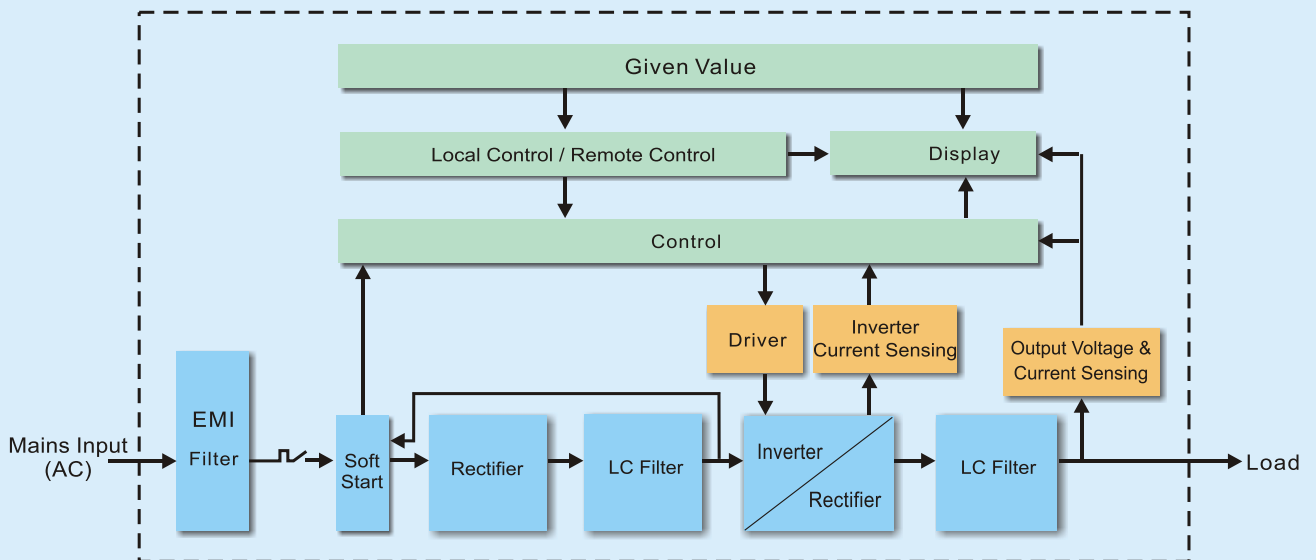 Given Value
Local Control / Remote Control
Display
Control
Driver
Inverter
Current Sensing
Output Voltage &
Current Sensing
Mains Input
(AC)
EMI
Filter
Soft
Start
Rectifier
LC Filter
Inverter
Rectifier
LC Filter
Load